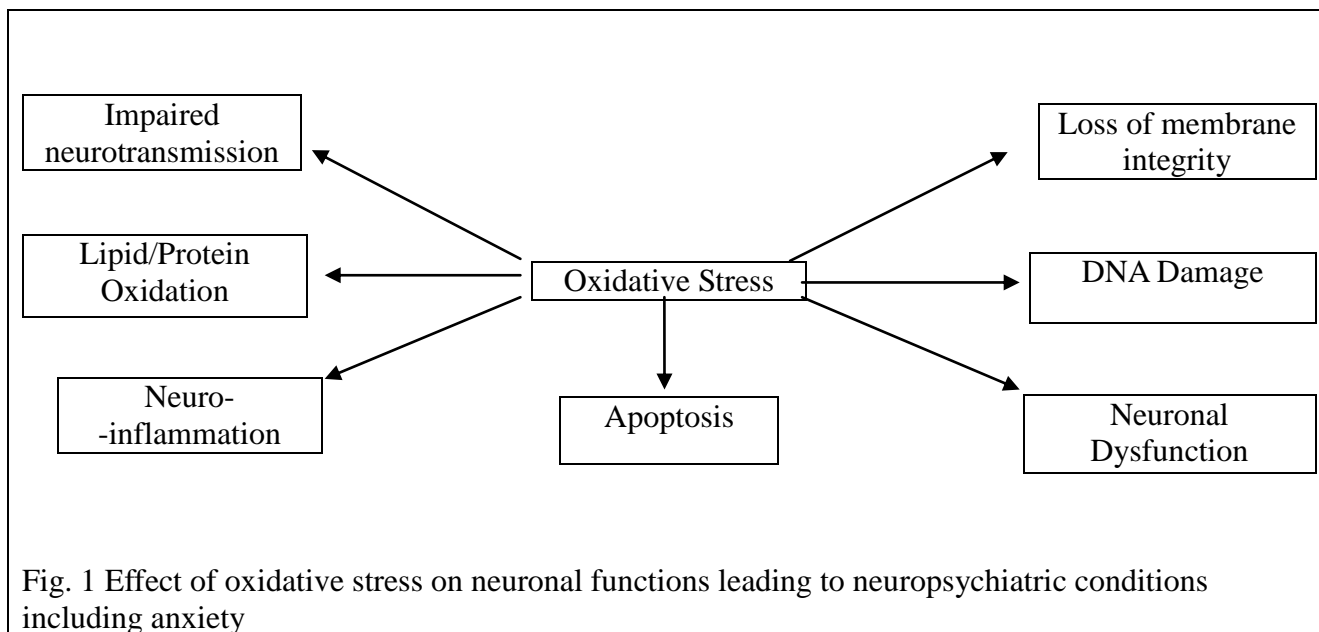 Impaired
neurotransmission
Loss of membrane
integrity
Lipid/Protein
Oxidation
Oxidative Stress
DNA Damage
Neuro-
-inflammation
Apoptosis
Neuronal
Dysfunction
Fig. 1 Effect of oxidative stress on neuronal functions leading to neuropsychiatric conditions
including anxiety